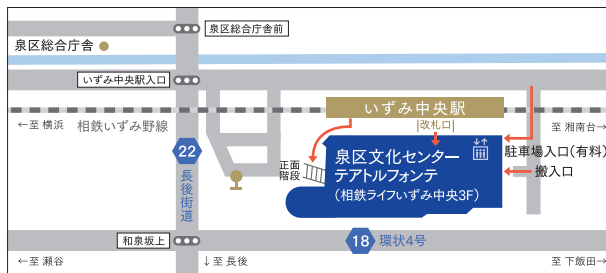 泉区総合庁舎前
泉区総合庁舎
いずみ中央駅入口
いずみ中央駅
←至 横浜
相鉄いずみ野線
改札口
至 湘南台→
22
長後街道
正面
階段
泉区文化センター
テアトルフォンテ
(相鉄ライフいずみ中央3F)
駐車場入口(有料)
搬入口
和泉坂上
18
環状4号
←至 瀬谷
↓至 長後
至 下飯田→